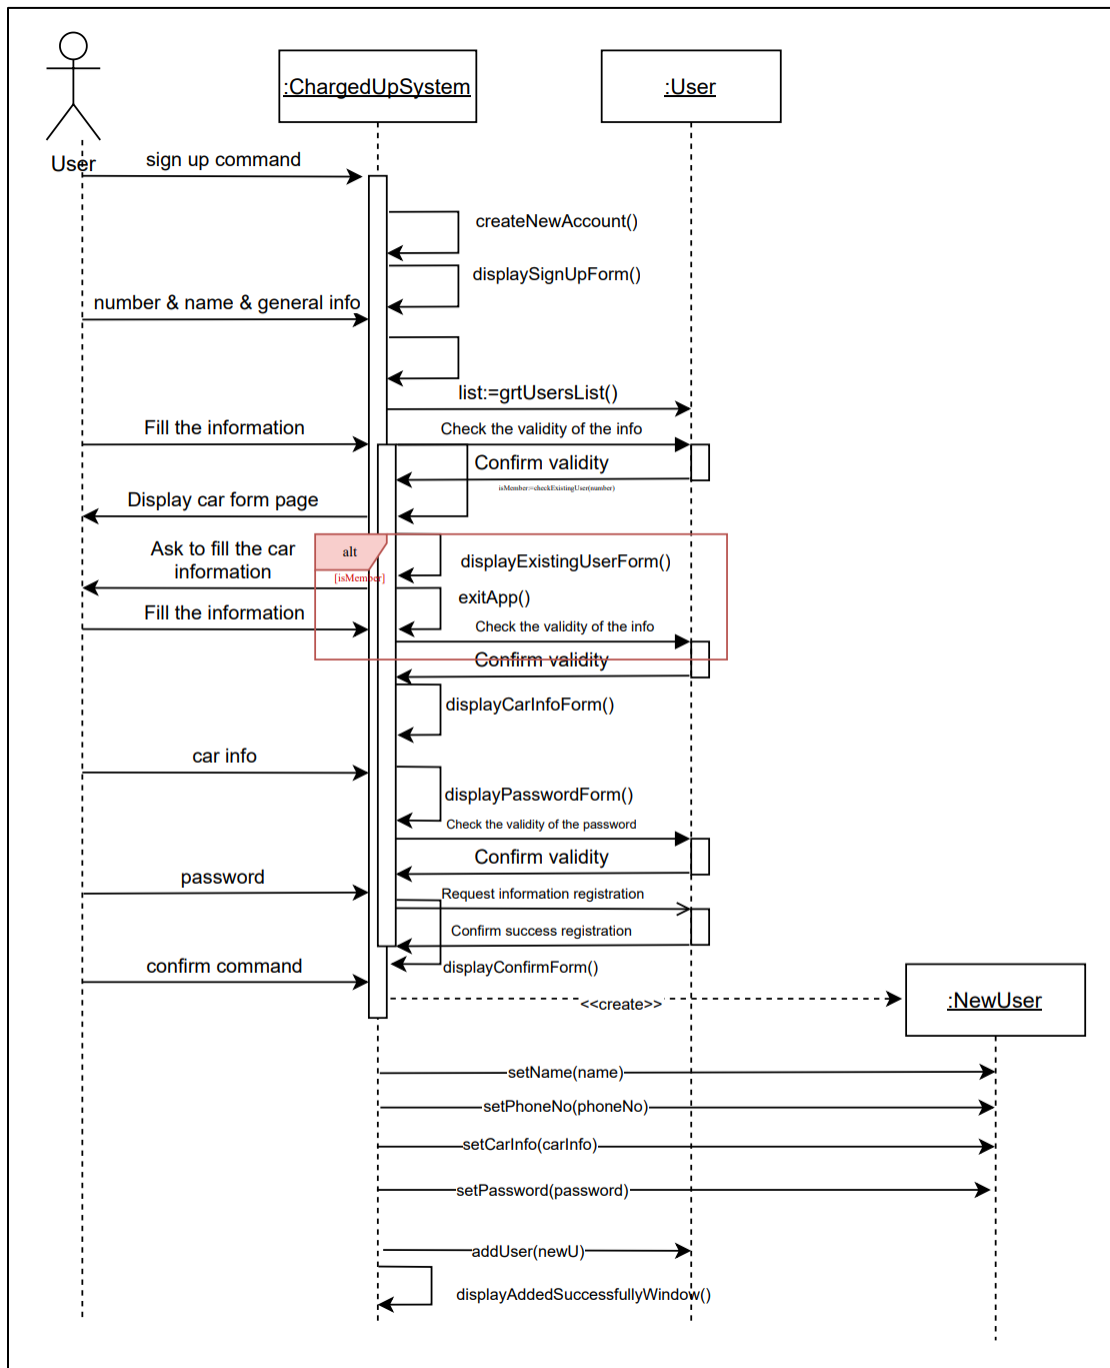 :ChargedUpSystem
:User
User
sign up command
createNewAccount()
displaySignUpForm()
number & name & general info
list:=grtUsersList()
Fill the information
Check the validity of the info
Confirm validity
isMember:=checkExistingUser(number)
Display car form page
alt
Ask to fill the car
information
[isMember]
displayExistingUserForm()
exitApp()
Fill the information
Check the validity of the info
Confirm validity
displayCarInfoForm()
car info
displayPasswordForm()
Check the validity of the password
Confirm validity
password
Request information registration
Confirm success registration
confirm command
displayConfirmForm()
<<create>>
:NewUser
setName(name)
setPhoneNo(phoneNo)
setCarInfo(carInfo)
setPassword(password)
addUser(newU)
displayAddedSuccessfullyWindow()